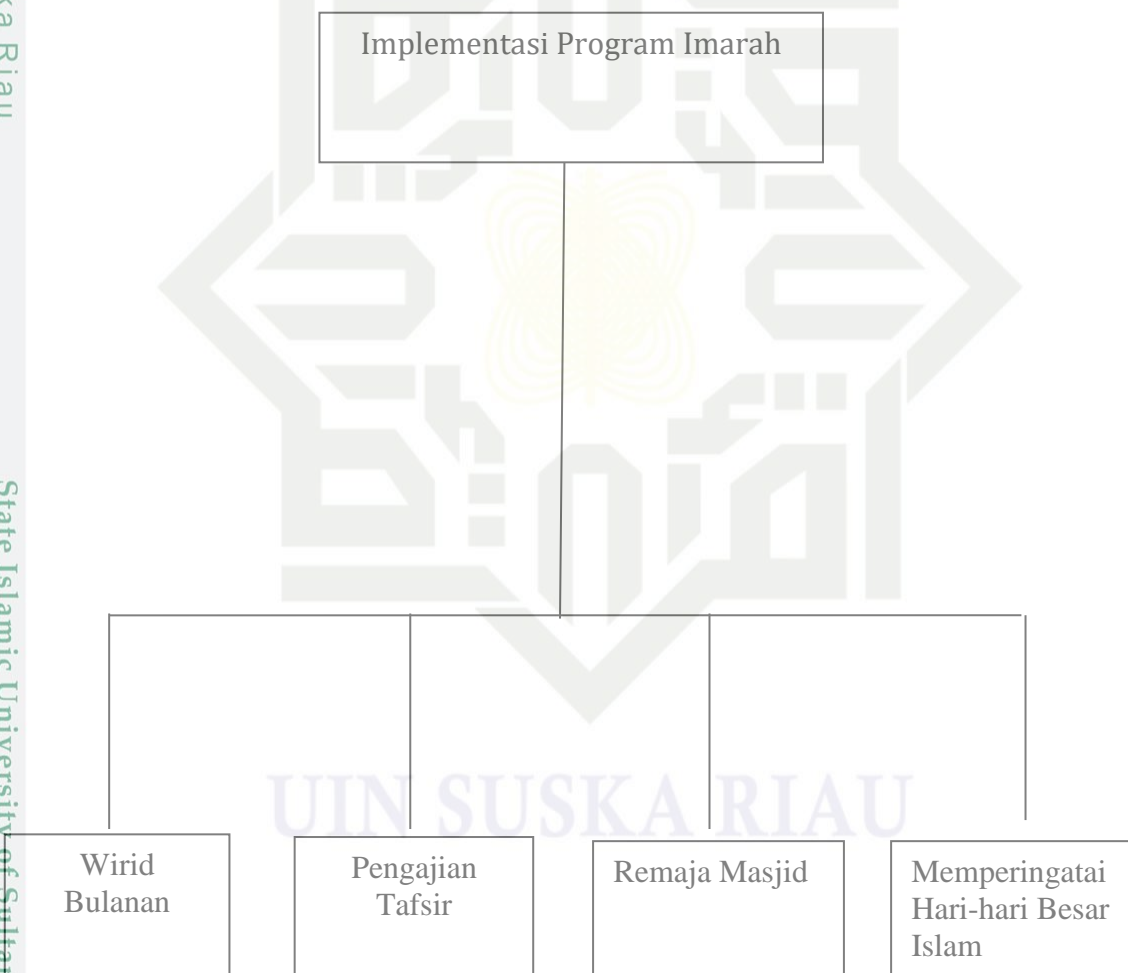 ka Riau
State Islamic University of Sultan
Implementasi Program Imarah
UIN SUSKA RIAU
Wirid
Bulanan
Pengajian
Tafsir
Remaja Masjid
Memperingatai
Hari-hari Besar
Islam